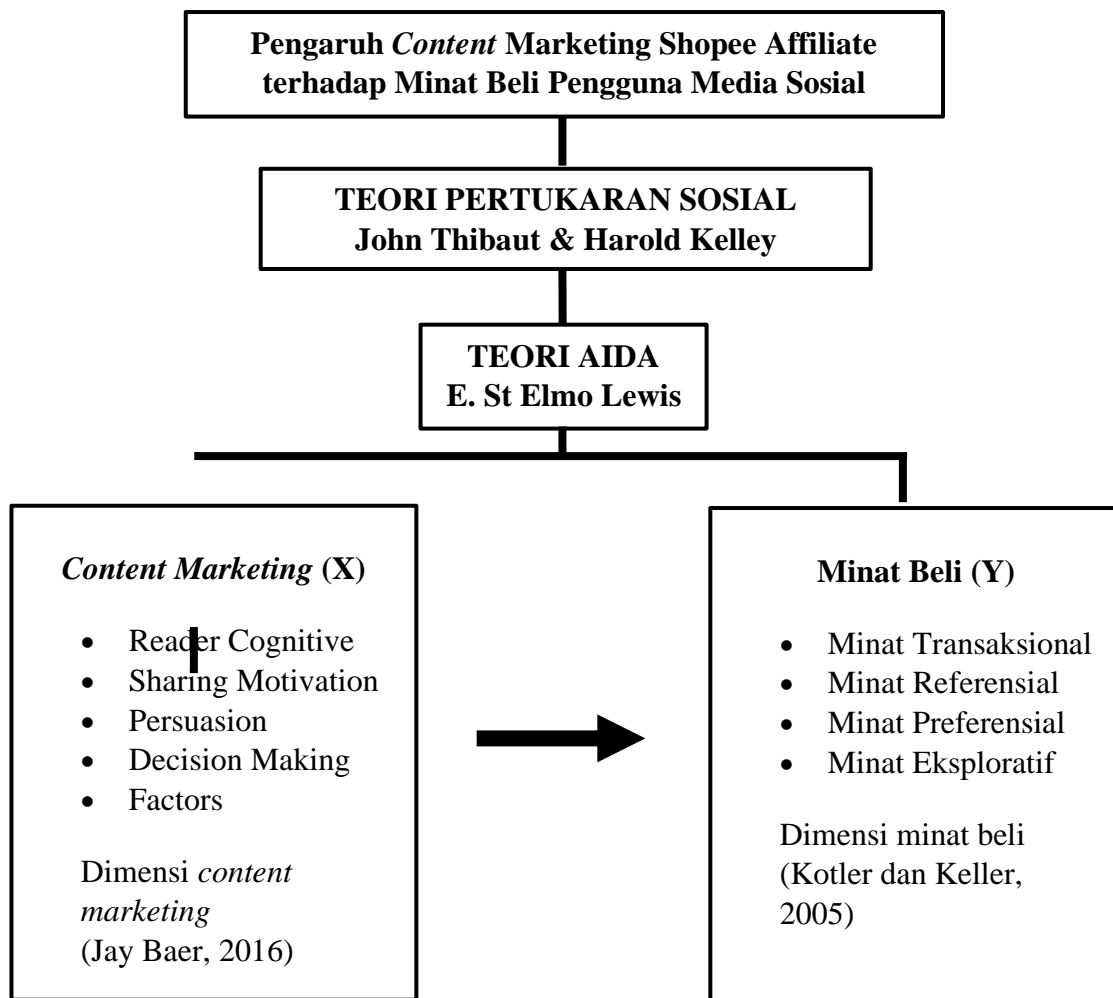 Pengaruh Content Marketing Shopee Affiliate
terhadap Minat Beli Pengguna Media Sosial
TEORI PERTUKARAN SOSIAL
John Thibaut & Harold Kelley
TEORI AIDA
E. St Elmo Lewis
Content Marketing (X)
• Reader Cognitive
• Sharing Motivation
• Persuasion
• Decision Making
• Factors
Dimensi content
marketing
(Jay Baer, 2016)
Minat Beli (Y)
• Minat Transaksional
• Minat Referensial
• Minat Preferensial
• Minat Eksploratif
Dimensi minat beli
(Kotler dan Keller,
2005)